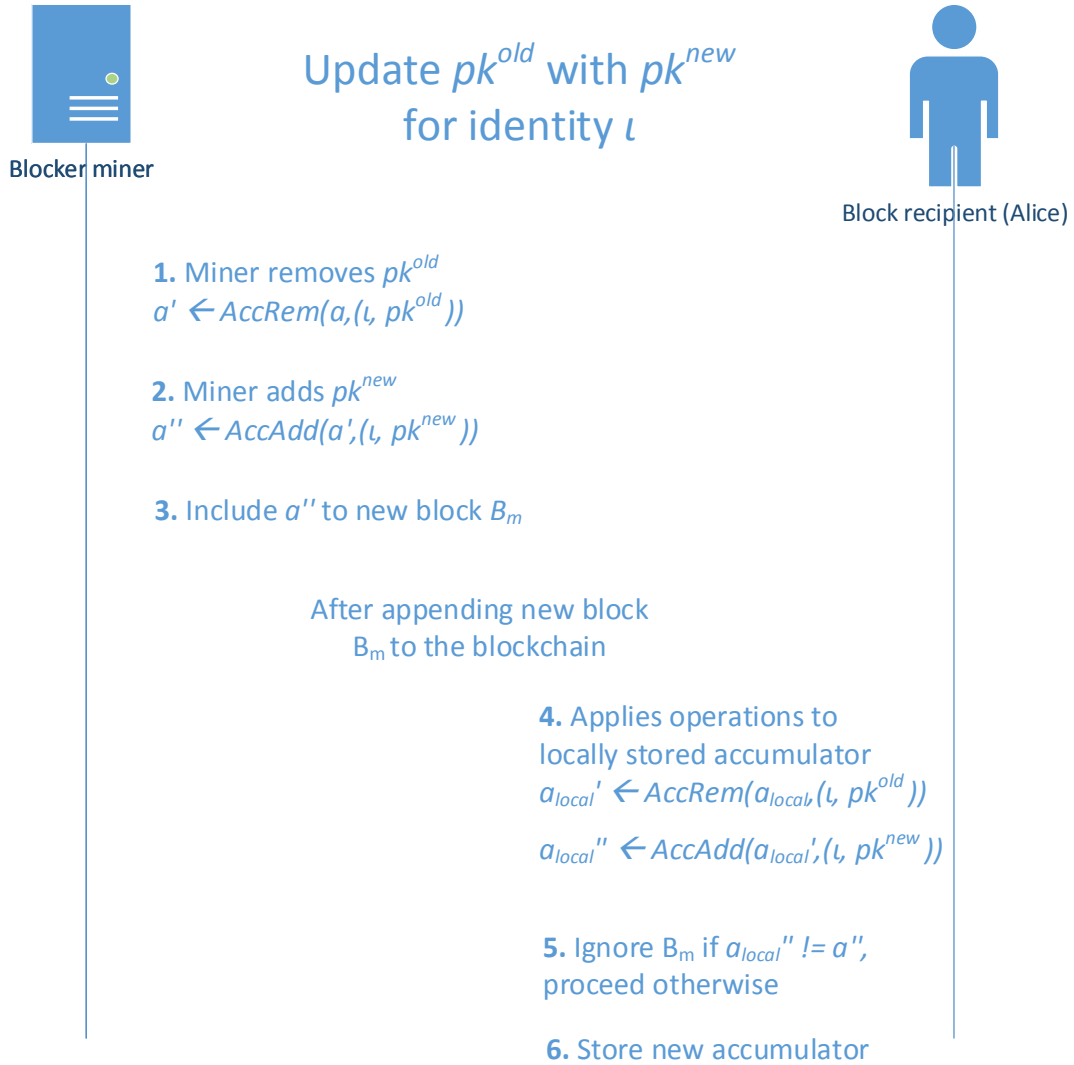 Update pk^old with pk^new
for identity ι
Blocker miner
Block recipient (Alice)
1. Miner removes pk^old
a' ← AccRem(a,(ι, pk^old ))
2. Miner adds pk^new
a'' ← AccAdd(a',(ι, pk^new ))
3. Include a'' to new block B_m
After appending new block
B_m to the blockchain
4. Applies operations to
locally stored accumulator
a_local' ← AccRem(a_local,(ι, pk^old ))
a_local'' ← AccAdd(a_local',(ι, pk^new ))
5. Ignore B_m if a_local'' != a'',
proceed otherwise
6. Store new accumulator